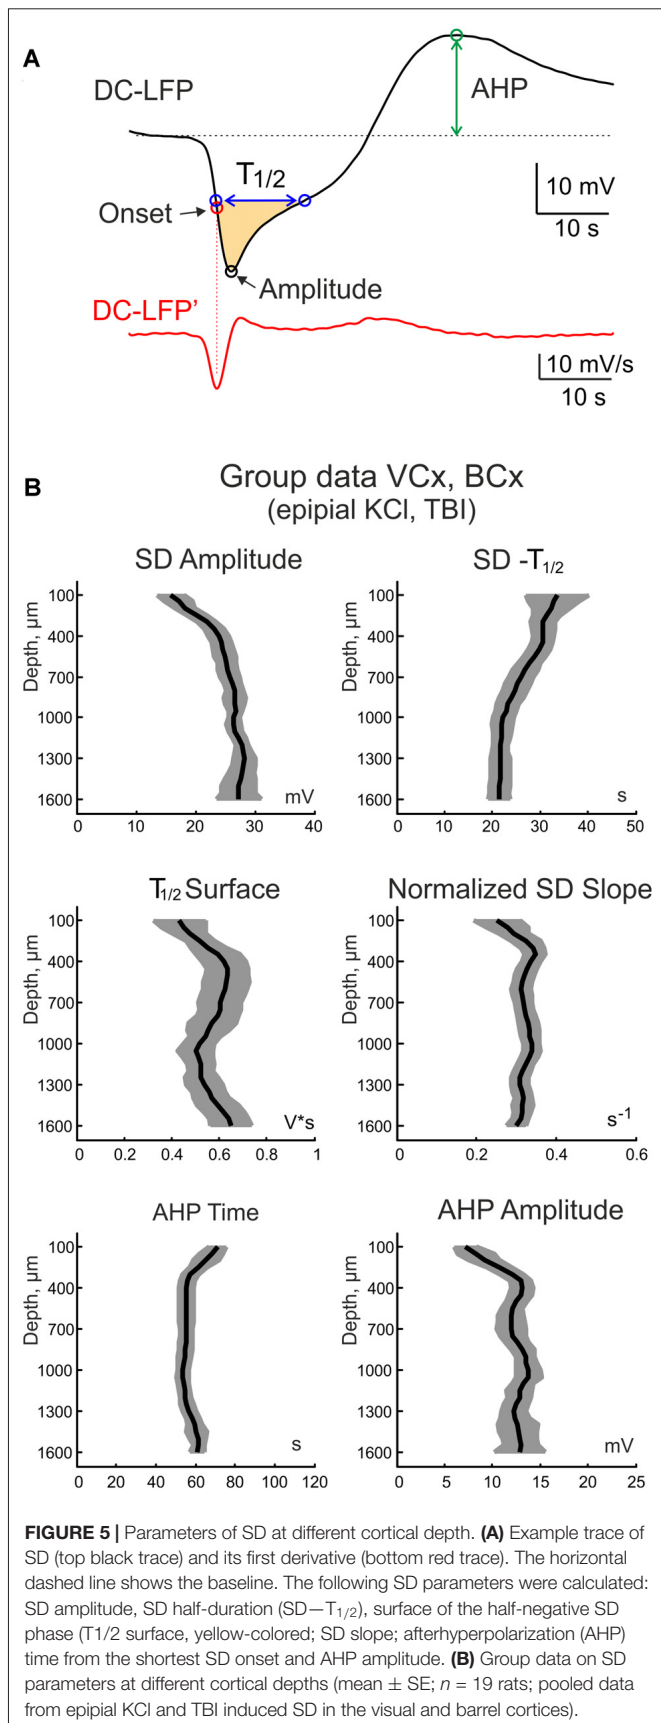 A
DC-LFP
AHP
T1/2
Onset
10 mV
10 s
Amplitude
DC-LFP’
10 mV/s
10 s
B
Group data VCx, BCx
(epipial KCl, TBI)
SD Amplitude
SD -T1/2
Depth, µm
100
400
700
1000
1300
1600
mV
0 10 20 30 40
100
400
700
1000
1300
1600
Depth, µm
s
0 10 20 30 40 50
T1/2 Surface
Normalized SD Slope
Depth, µm
100
400
700
1000
1300
1600
V*s
0 0.2 0.4 0.6 0.8 1
Depth, µm
100
400
700
1000
1300
1600
s-1
0 0.2 0.4 0.6
AHP Time
AHP Amplitude
Depth, µm
100
400
700
1000
1300
1600
s
0 20 40 60 80 100 120
Depth, µm
100
400
700
1000
1300
1600
mV
0 5 10 15 20 25
FIGURE 5 | Parameters of SD at different cortical depth. (A) Example trace of
SD (top black trace) and its first derivative (bottom red trace). The horizontal
dashed line shows the baseline. The following SD parameters were calculated:
SD amplitude, SD half-duration (SD—T1/2), surface of the half-negative SD
phase (T1/2 surface, yellow-colored; SD slope; afterhyperpolarization (AHP)
time from the shortest SD onset and AHP amplitude. (B) Group data on SD
parameters at different cortical depths (mean ± SE; n = 19 rats; pooled data
from epipial KCl and TBI induced SD in the visual and barrel cortices).